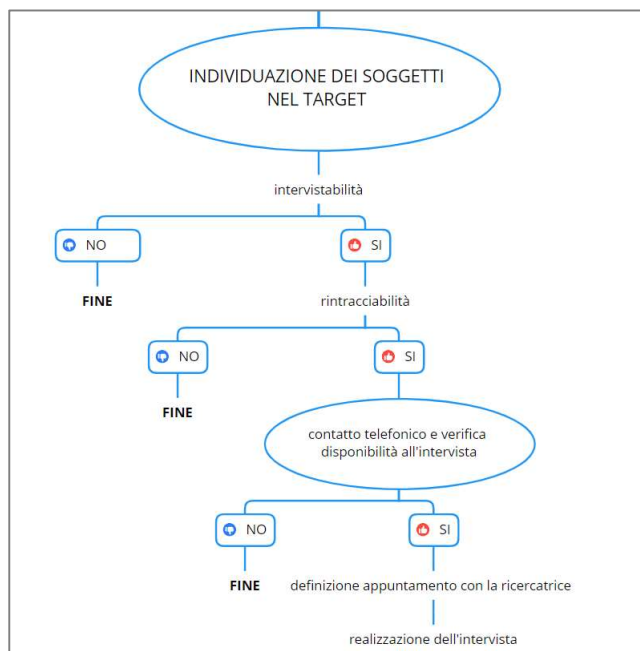 INDIVIDUAZIONE DEI SOGGETTI
NEL TARGET
intervistabilità
NO
SI
FINE
rintracciabilità
NO
SI
FINE
contatto telefonico e verifica
disponibilità all'intervista
NO
SI
FINE
definizione appuntamento con la ricercatrice
realizzazione dell'intervista